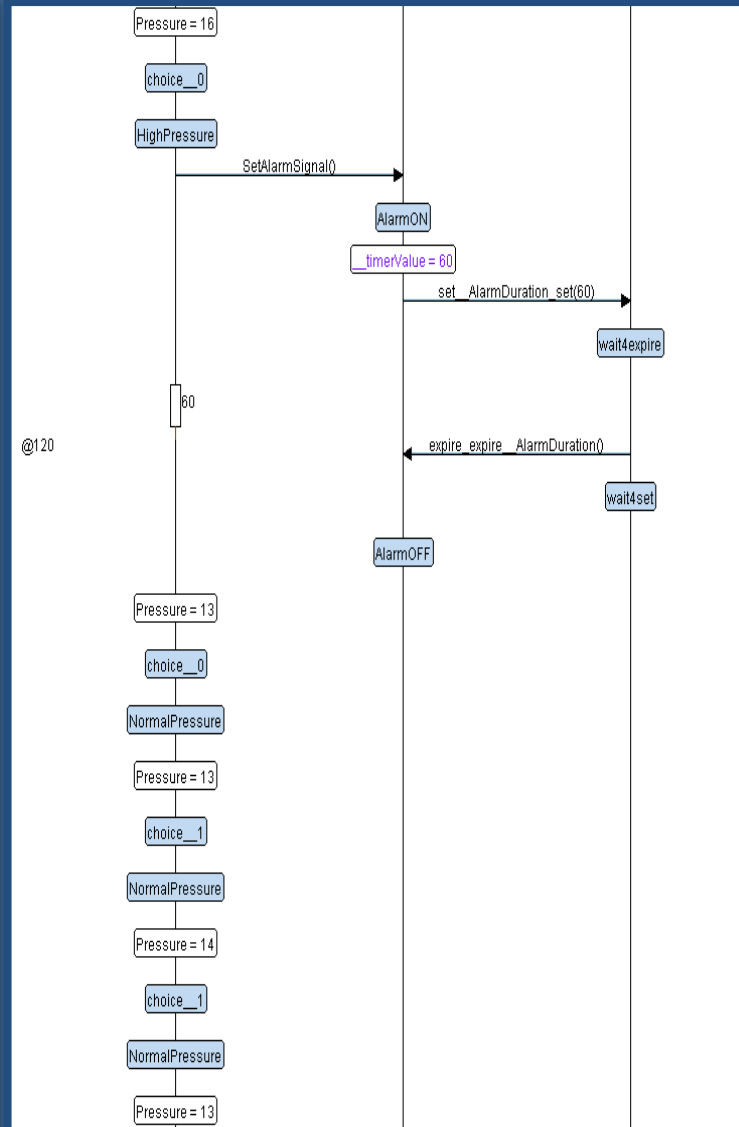 Pressure = 16
choice__0
HighPressure
SetAlarmSignal()
AlarmON
__timerValue = 60
set__AlarmDuration_set(60)
wait4expire
60
@120
expire_expire__AlarmDuration()
wait4set
AlarmOFF
Pressure = 13
choice__0
NormalPressure
Pressure = 13
choice__1
NormalPressure
Pressure = 14
choice__1
NormalPressure
Pressure = 13